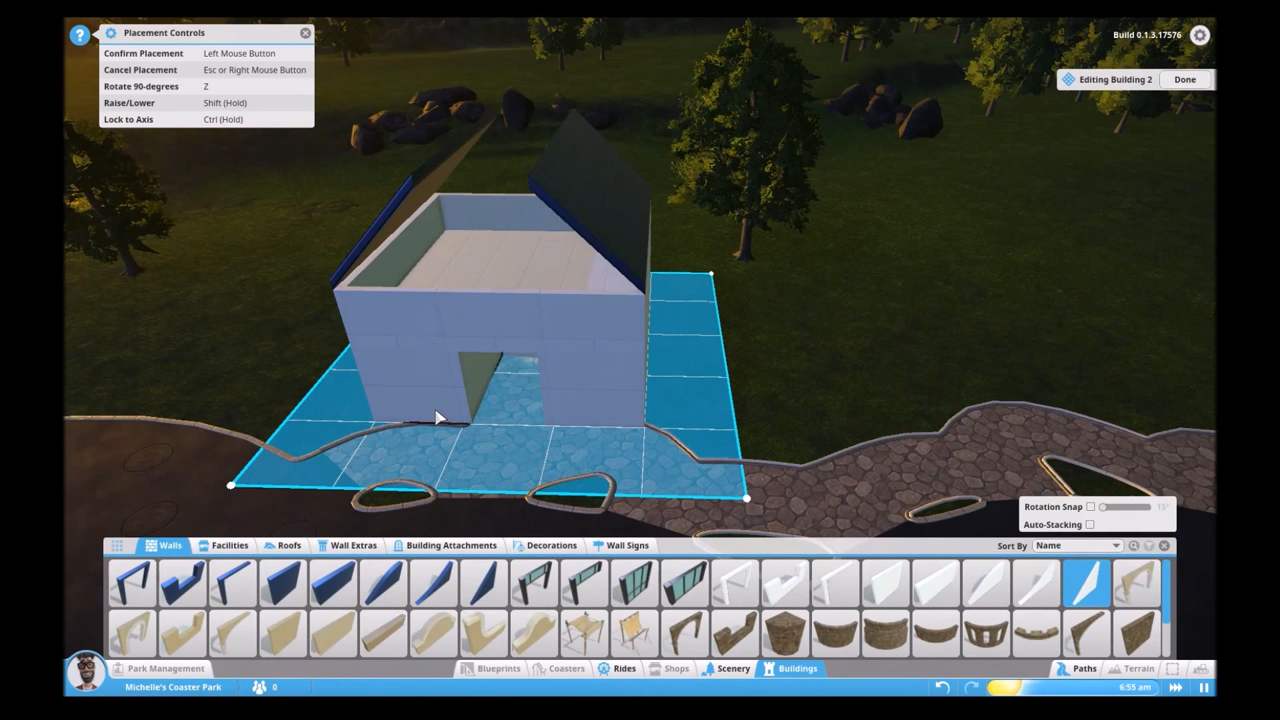 Placement Controls
Confirm Placement Left Mouse Button
Cancel Placement Esc or Right Mouse Button
Rotate 90-degrees Z
Raise/Lower Shift (Hold)
Lock to Axis Ctrl (Hold)
Build 0.1.3.17576
Editing Building 2 Done
Rotation Snap 15°
Auto-Stacking
Walls Facilities Roofs Wall Extras Building Attachments Decorations Wall Signs Sort By Name
Park Management Blueprints Coasters Rides Shops Scenery Buildings Paths Terrain
Michelle's Coaster Park 0 6:55 am